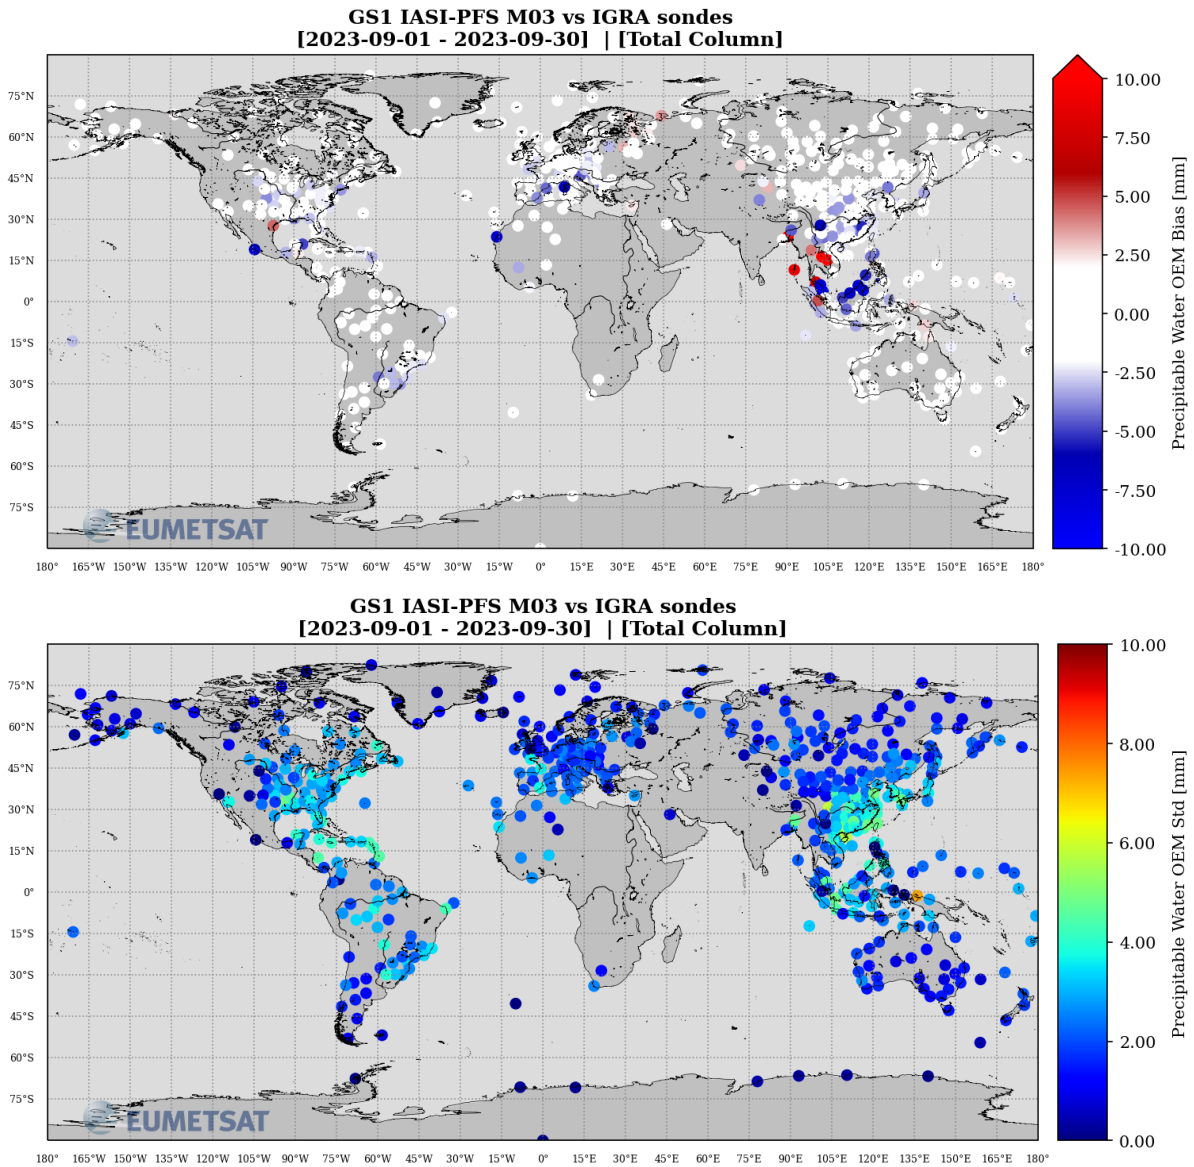 GS1 IASI-PFS M03 vs IGRA sondes
[2023-09-01 - 2023-09-30]  | [Total Column]
75°N
60°N
45°N
30°N
15°N
0°
15°S
30°S
45°S
60°S
75°S
EUMETSAT
180° 165°W 150°W 135°W 120°W 105°W 90°W 75°W 60°W 45°W 30°W 15°W 0° 15°E 30°E 45°E 60°E 75°E 90°E 105°E 120°E 135°E 150°E 165°E 180°
10.00
7.50
5.00
2.50
0.00
-2.50
-5.00
-7.50
-10.00
Precipitable Water OEM Bias [mm]
GS1 IASI-PFS M03 vs IGRA sondes
[2023-09-01 - 2023-09-30]  | [Total Column]
75°N
60°N
45°N
30°N
15°N
0°
15°S
30°S
45°S
60°S
75°S
EUMETSAT
180° 165°W 150°W 135°W 120°W 105°W 90°W 75°W 60°W 45°W 30°W 15°W 0° 15°E 30°E 45°E 60°E 75°E 90°E 105°E 120°E 135°E 150°E 165°E 180°
10.00
8.00
6.00
4.00
2.00
0.00
Precipitable Water OEM Std [mm]